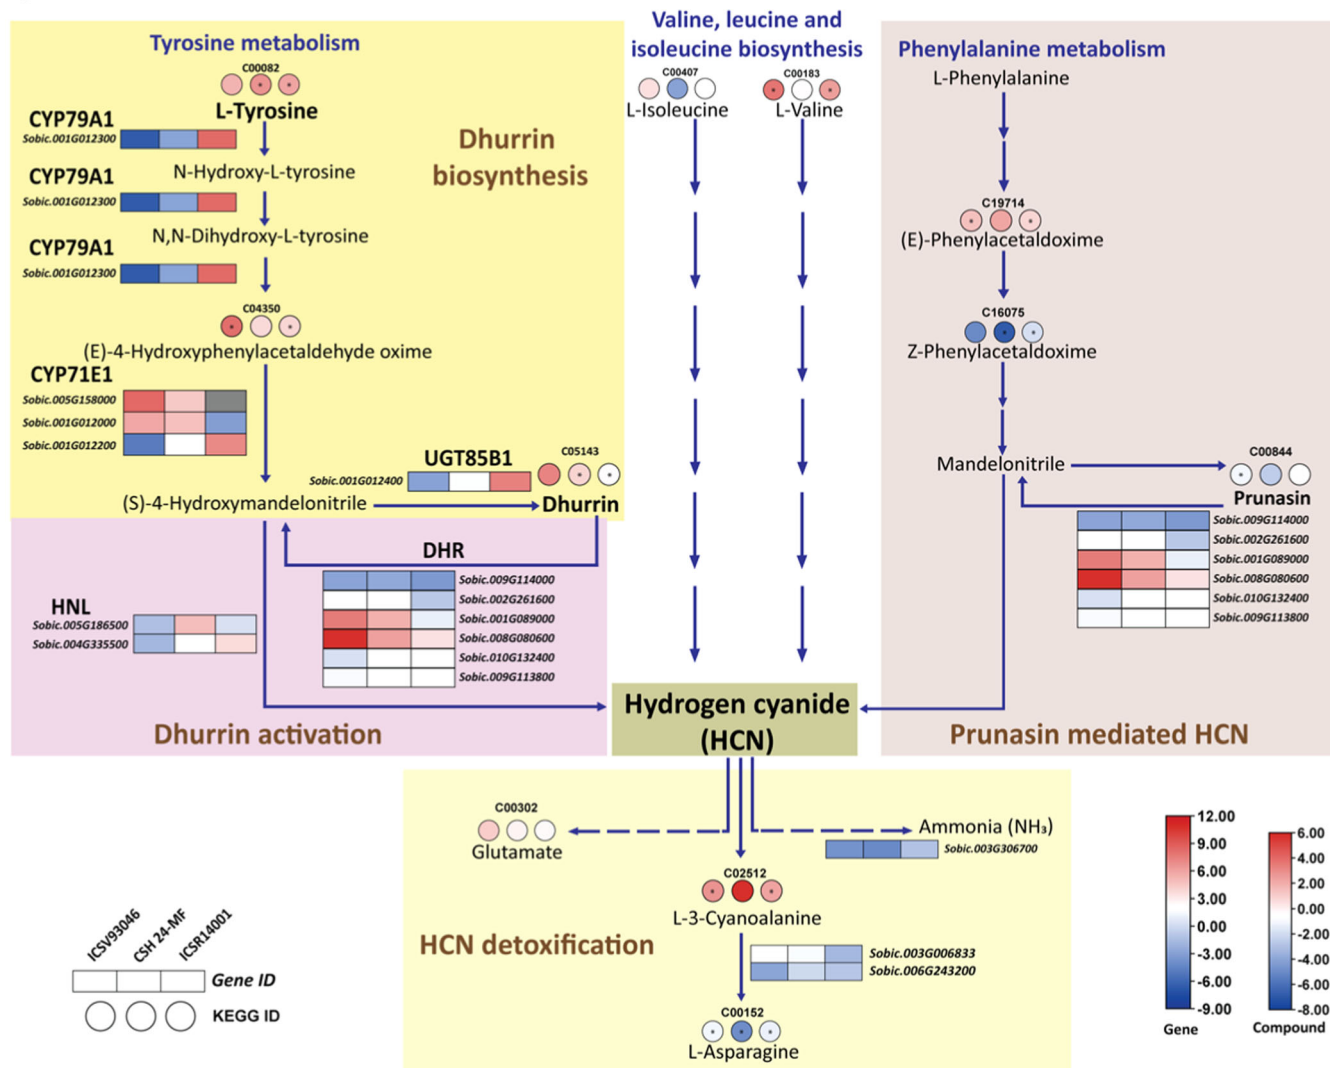 Tyrosine metabolism
C00082
L-Tyrosine
CYP79A1
Sobic.001G012300
N-Hydroxy-L-tyrosine
CYP79A1
Sobic.001G012300
N,N-Dihydroxy-L-tyrosine
CYP79A1
Sobic.001G012300
C04350
(E)-4-Hydroxyphenylacetaldehyde oxime
CYP71E1
Sobic.005G158000
Sobic.001G012000
Sobic.001G012200
Dhurrin
biosynthesis
UGT85B1
Sobic.001G012400
C05143
(S)-4-Hydroxymandelonitrile
Dhurrin
Valine, leucine and
isoleucine biosynthesis
C00407
L-Isoleucine
C00183
L-Valine
Phenylalanine metabolism
L-Phenylalanine
C19714
(E)-Phenylacetaldoxime
C16075
Z-Phenylacetaldoxime
Mandelonitrile
C00844
Prunasin
Sobic.009G114000
Sobic.002G261600
Sobic.001G089000
Sobic.008G080600
Sobic.010G132400
Sobic.009G113800
Prunasin mediated HCN
DHR
Sobic.009G114000
Sobic.002G261600
Sobic.001G089000
Sobic.008G080600
Sobic.010G132400
Sobic.009G113800
HNL
Sobic.005G186500
Sobic.004G335500
Dhurrin activation
Hydrogen cyanide
(HCN)
C00302
Glutamate
Ammonia (NH₃)
Sobic.003G306700
C02512
L-3-Cyanoalanine
HCN detoxification
Sobic.003G006833
Sobic.006G243200
C00152
L-Asparagine
ICSV93046
CSH 24-MF
ICSR14001
Gene ID
KEGG ID
12.00
9.00
6.00
3.00
0.00
-3.00
-6.00
-9.00
Gene
6.00
4.00
2.00
0.00
-2.00
-4.00
-6.00
-8.00
Compound